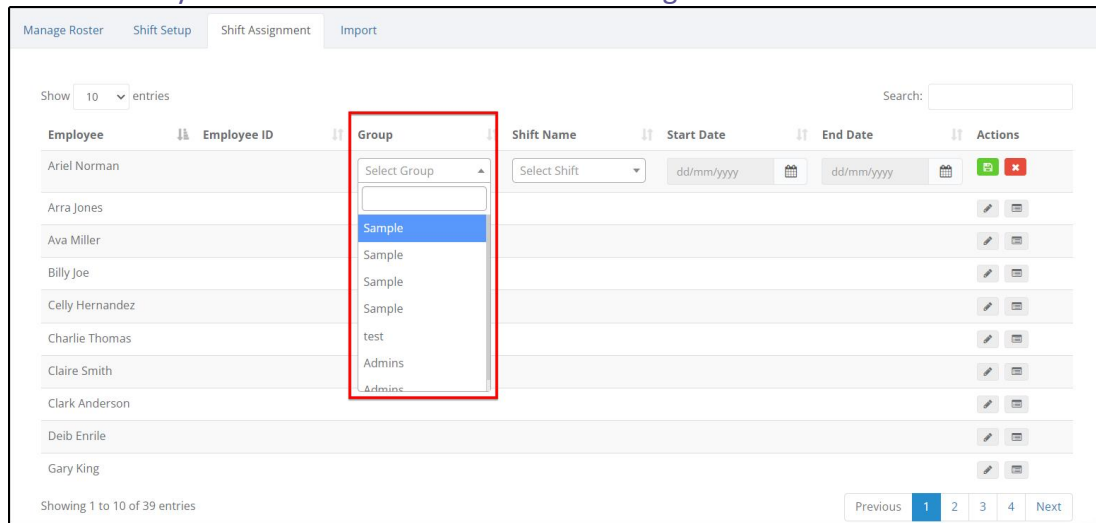 Manage Roster Shift Setup Shift Assignment Import
Show 10 entries Search:
Employee Employee ID Group Shift Name Start Date End Date Actions
Ariel Norman Select Group Select Shift dd/mm/yyyy dd/mm/yyyy
Arra Jones
Sample
Ava Miller
Sample
Billy Joe
Sample
Celly Hernandez
Sample
Charlie Thomas
test
Claire Smith
Admins
Clark Anderson
Admins
Deib Enrile
Gary King
Showing 1 to 10 of 39 entries Previous 1 2 3 4 Next